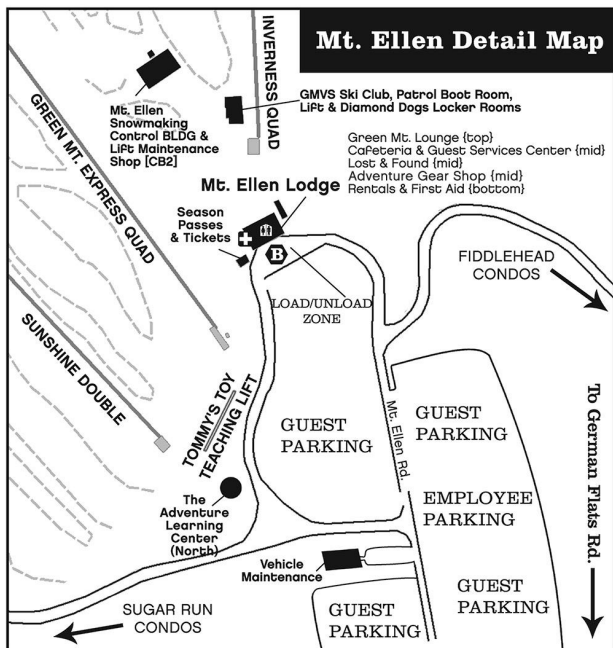 Mt. Ellen Detail Map
INVERNESS QUAD
GREEN MT. EXPRESS QUAD
Mt. Ellen
Snowmaking
Control BLDG &
Lift Maintenance
Shop [CB2]
GMVS Ski Club, Patrol Boot Room,
Lift & Diamond Dogs Locker Rooms
Green Mt. Lounge {top}
Cafeteria & Guest Services Center {mid}
Lost & Found {mid}
Adventure Gear Shop {mid}
Rentals & First Aid {bottom}
Mt. Ellen Lodge
Season
Passes
& Tickets
B
LOAD/UNLOAD
ZONE
FIDDLEHEAD
CONDOS
SUNSHINE DOUBLE
TOMMY'S TOY
TEACHING LIFT
GUEST
PARKING
Mt. Ellen Rd.
GUEST
PARKING
To German Flats Rd.
The
Adventure
Learning
Center
(North)
EMPLOYEE
PARKING
Vehicle
Maintenance
GUEST
PARKING
GUEST
PARKING
SUGAR RUN
CONDOS